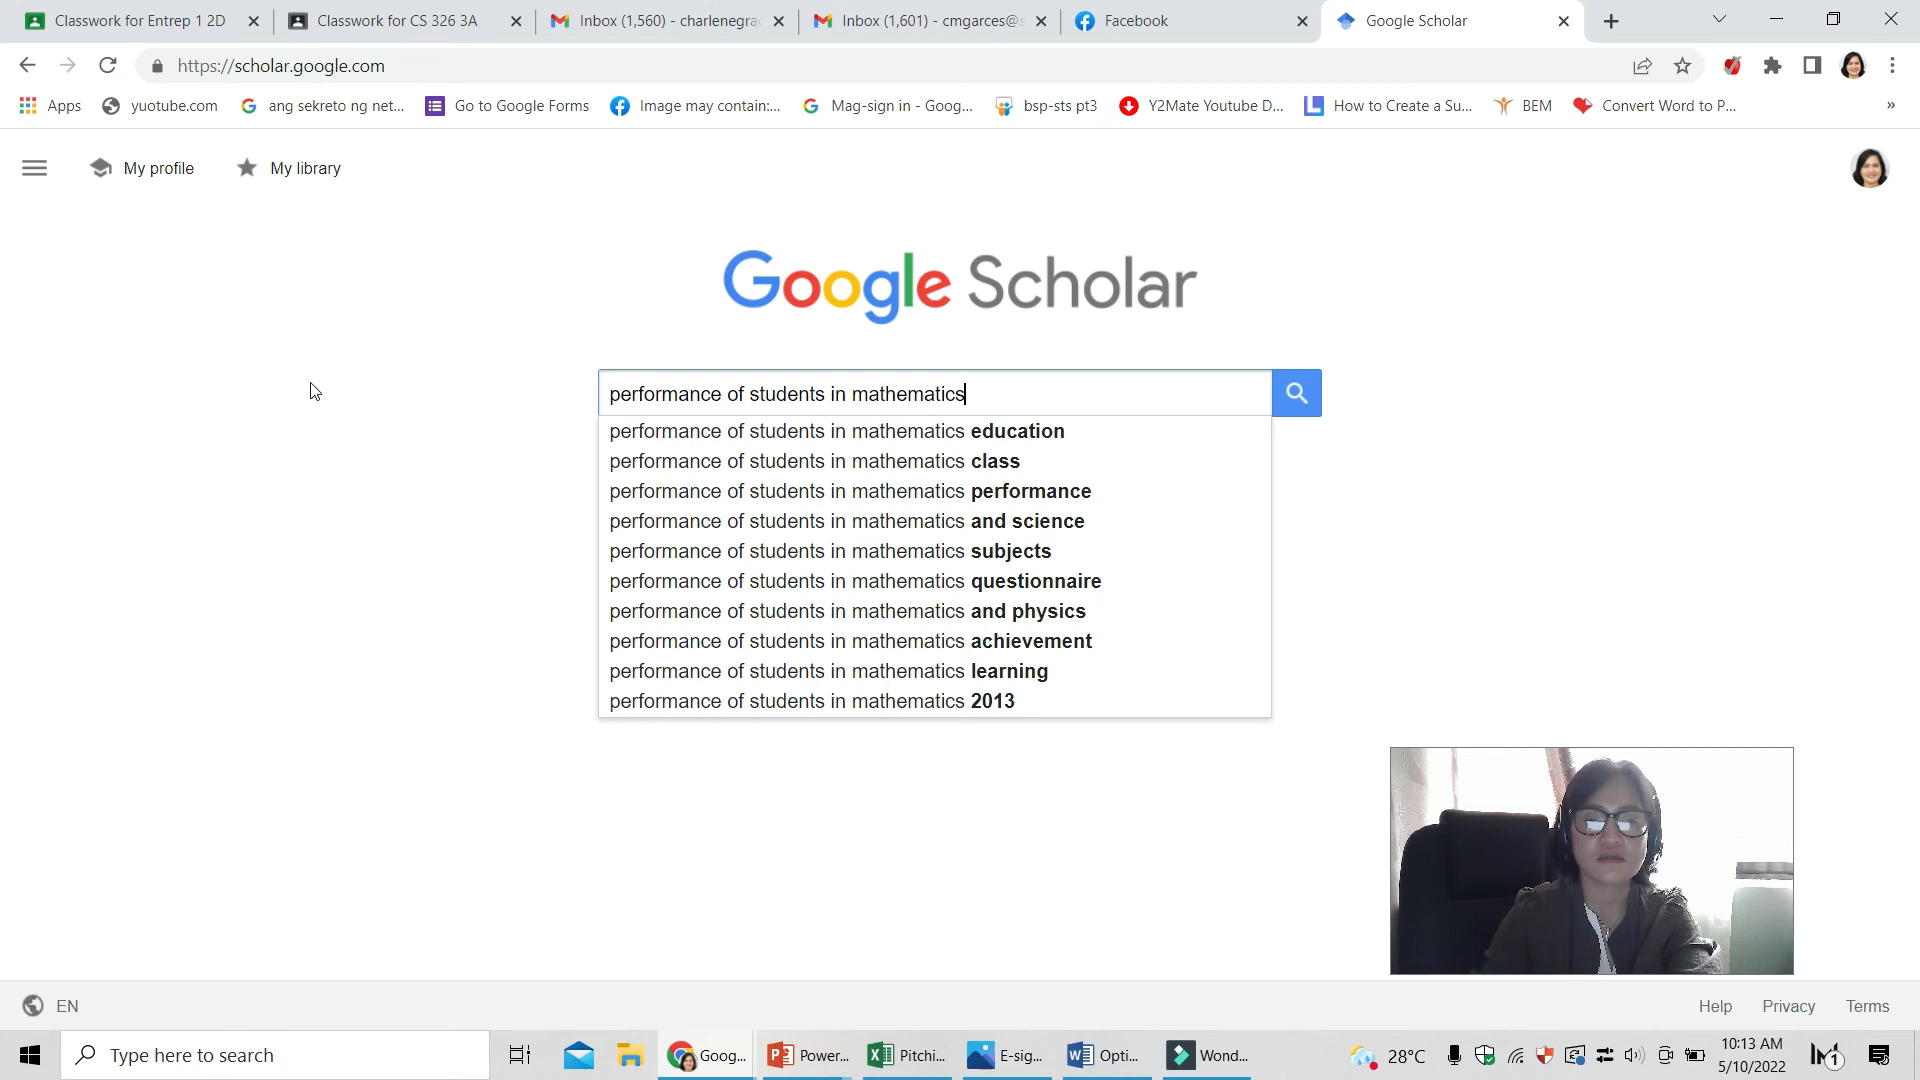 Classwork for Entrep 1 2D
Classwork for CS 326 3A
Inbox (1,560) - charlenegra
Inbox (1,601) - cmgarces@s
Facebook
Google Scholar
https://scholar.google.com
Apps
yuotube.com
ang sekreto ng net...
Go to Google Forms
Image may contain:...
Mag-sign in - Goog...
bsp-sts pt3
Y2Mate Youtube D...
How to Create a Su...
BEM
Convert Word to P...
»
My profile
My library
Google Scholar
performance of students in mathematics
performance of students in mathematics education
performance of students in mathematics class
performance of students in mathematics performance
performance of students in mathematics and science
performance of students in mathematics subjects
performance of students in mathematics questionnaire
performance of students in mathematics and physics
performance of students in mathematics achievement
performance of students in mathematics learning
performance of students in mathematics 2013
EN
Help
Privacy
Terms
Type here to search
Goog...
Power...
Pitchi...
E-sig...
Opti...
Wond...
28°C
10:13 AM
5/10/2022
1